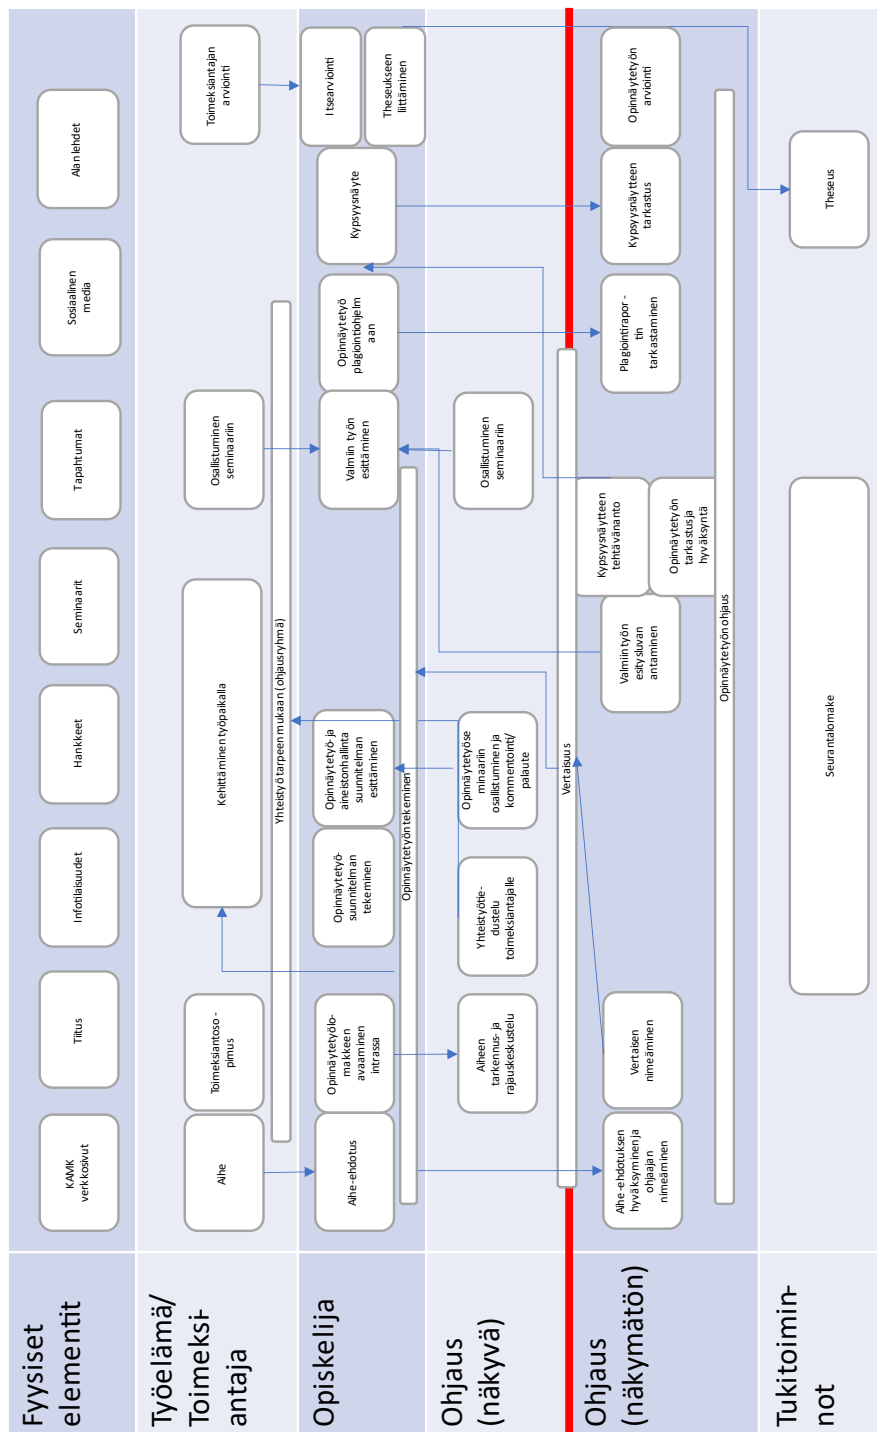 Fyysiset
elementit
KAMK
verkkosivut
Tiitus
Infotilaisuudet
Hankkeet
Seminaarit
Tapahtumat
Sosiaalinen
media
Alan lehdet
Työelämä/
Toimeksi-
antaja
Aihe
Toimeksiantoso -
pimus
Kehittäminen työpaikalla
Osallistuminen
seminaariin
Toimeksiantajan
arviointi
Yhteistyö tarpeen mukaan (ohjausryhmä)
Opiskelija
Aihe-ehdotus
Opinnäytetyölo-
makkeen
avaaminen
intrassa
Opinnäytetyö-
suunnitelman
tekeminen
Opinnäytetyö-ja
aineistonhallinta
suunnitelman
esittäminen
Valmiin työn
esittäminen
Opinnäytetyö
plagiointiohjelm
aan
Kypsyysnäyte
Itsearviointi
Theseukseen
liittäminen
Opinnäytetyön tekeminen
Ohjaus
(näkyvä)
Aiheen
tarkennus- ja
rajauskeskustelu
Yhteistyötie-
dustelu
toimeksiantajalle
Opinnäytetyöse
minaariin
osallistuminen ja
kommentointi/
palaute
Osallistuminen
seminaariin
Vertaisuus
Ohjaus
(näkymätön)
Aihe-ehdotuksen
hyväksyminen ja
ohjaajan
nimeäminen
Vertaisen
nimeäminen
Valmiin työn
esitysluvan
antaminen
Kypsyysnäytteen
tehtävänanto
Opinnäytetyön
tarkastus ja
hyväksyntä
Plagiointirapor -
tin
tarkastaminen
Kypsyysnäytteen
tarkastus
Opinnäytetyön
arviointi
Opinnäytetyön ohjaus
Tukitoimin-
not
Seurantalomake
Theseus